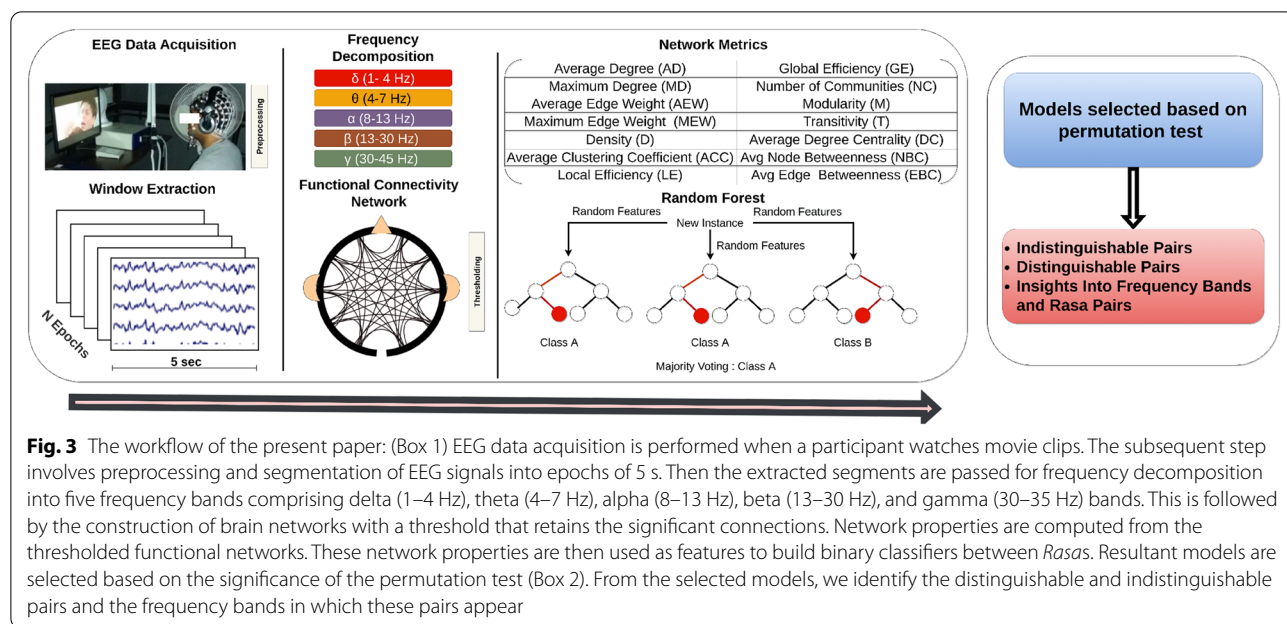 EEG Data Acquisition
Preprocessing
Window Extraction
N Epochs
5 sec
Frequency
Decomposition
δ (1- 4 Hz)
θ (4-7 Hz)
α (8-13 Hz)
β (13-30 Hz)
γ (30-45 Hz)
Functional Connectivity
Network
Thresholding
Network Metrics
Average Degree (AD)
Global Efficiency (GE)
Maximum Degree (MD)
Number of Communities (NC)
Average Edge Weight (AEW)
Modularity (M)
Maximum Edge Weight (MEW)
Transitivity (T)
Density (D)
Average Degree Centrality (DC)
Average Clustering Coefficient (ACC)
Avg Node Betweenness (NBC)
Local Efficiency (LE)
Avg Edge Betweenness (EBC)
Random Forest
Random Features
New Instance
Random Features
Random Features
Class A
Class A
Class B
Majority Voting : Class A
Models selected based on
permutation test
• Indistinguishable Pairs
• Distinguishable Pairs
• Insights Into Frequency Bands
and Rasa Pairs
Fig. 3 The workflow of the present paper: (Box 1) EEG data acquisition is performed when a participant watches movie clips. The subsequent step
involves preprocessing and segmentation of EEG signals into epochs of 5 s. Then the extracted segments are passed for frequency decomposition
into five frequency bands comprising delta (1–4 Hz), theta (4–7 Hz), alpha (8–13 Hz), beta (13–30 Hz), and gamma (30–35 Hz) bands. This is followed
by the construction of brain networks with a threshold that retains the significant connections. Network properties are computed from the
thresholded functional networks. These network properties are then used as features to build binary classifiers between Rasas. Resultant models are
selected based on the significance of the permutation test (Box 2). From the selected models, we identify the distinguishable and indistinguishable
pairs and the frequency bands in which these pairs appear